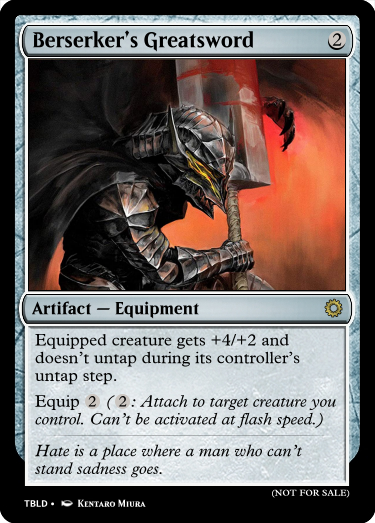 Berserker's Greatsword 2
Artifact — Equipment
Equipped creature gets +4/+2 and
doesn't untap during its controller's
untap step.
Equip 2 ( 2 : Attach to target creature you
control. Can't be activated at flash speed.)
Hate is a place where a man who can't
stand sadness goes.
(NOT FOR SALE)
TBLD • KENTARO MIURA